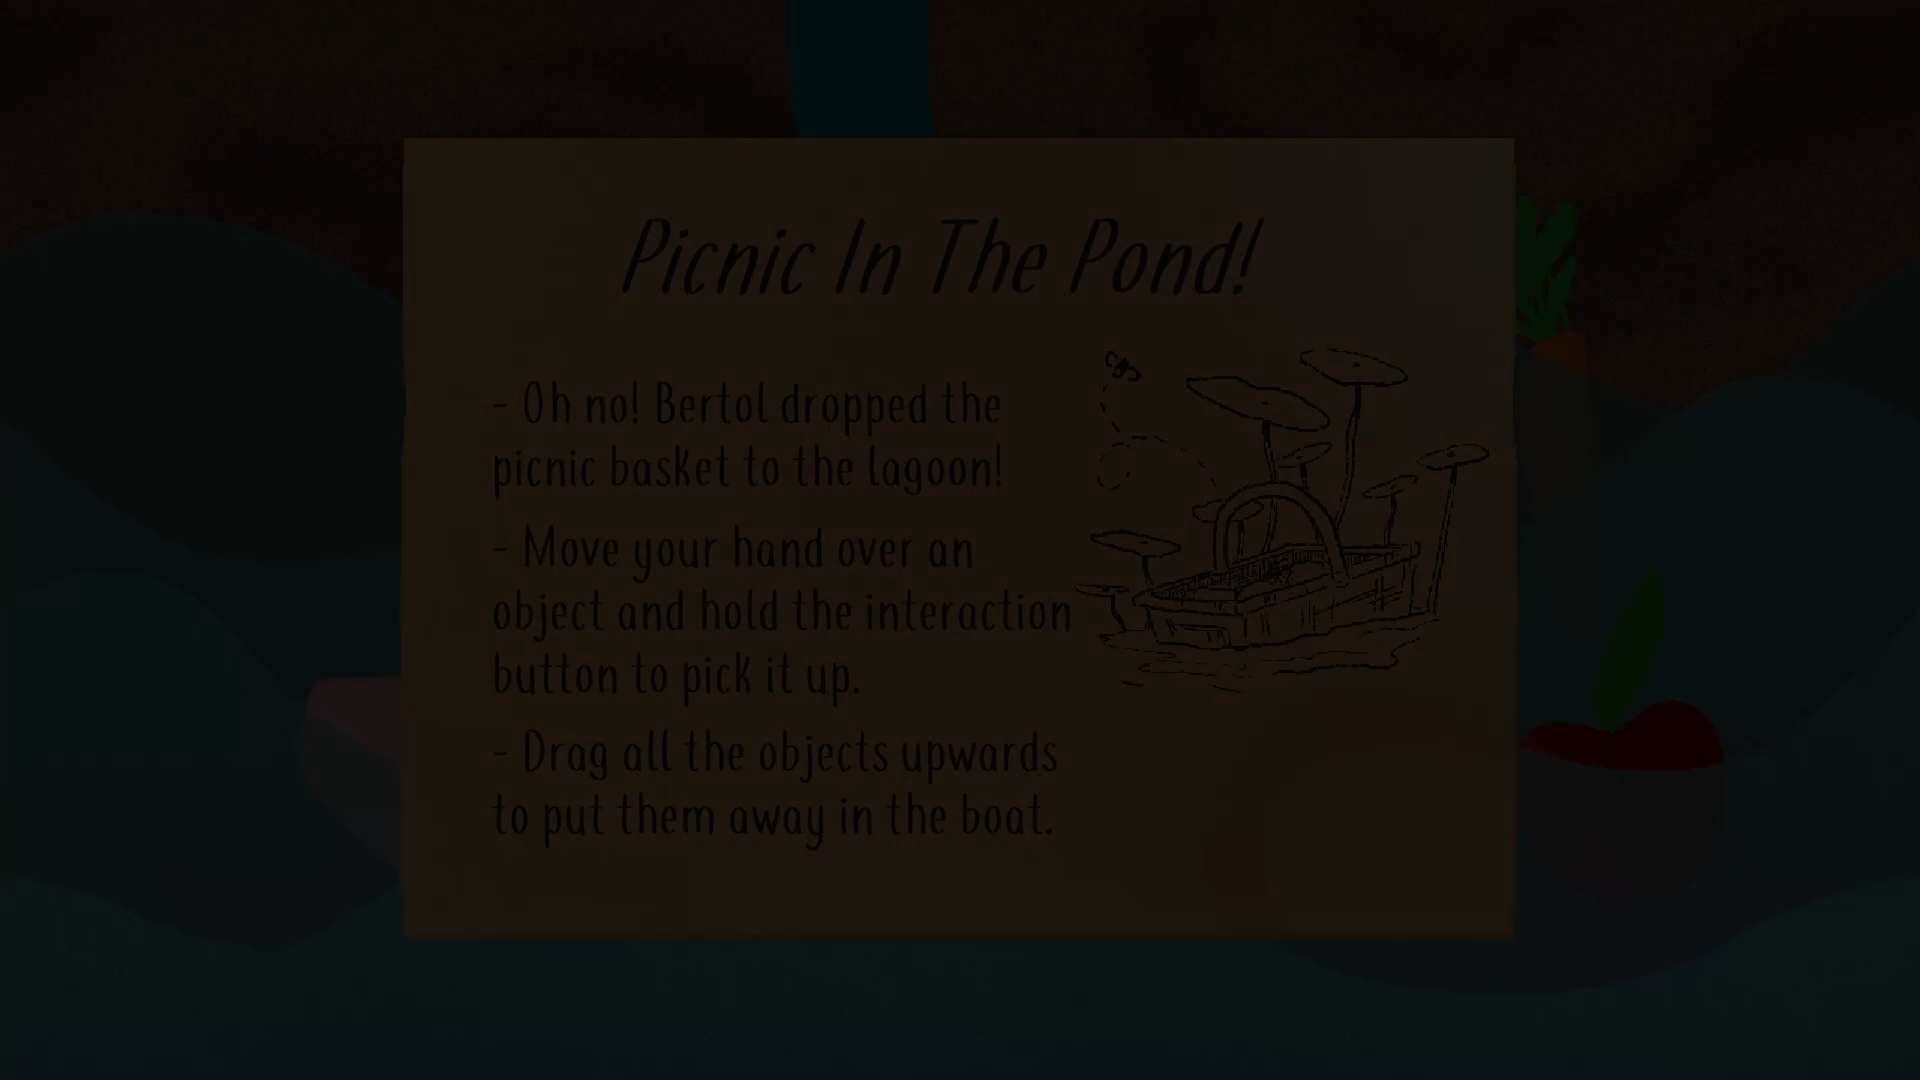 Picnic In The Pond!
- Oh no! Bertol dropped the
picnic basket to the lagoon!
- Move your hand over an
object and hold the interaction
button to pick it up.
- Drag all the objects upwards
to put them away in the boat.